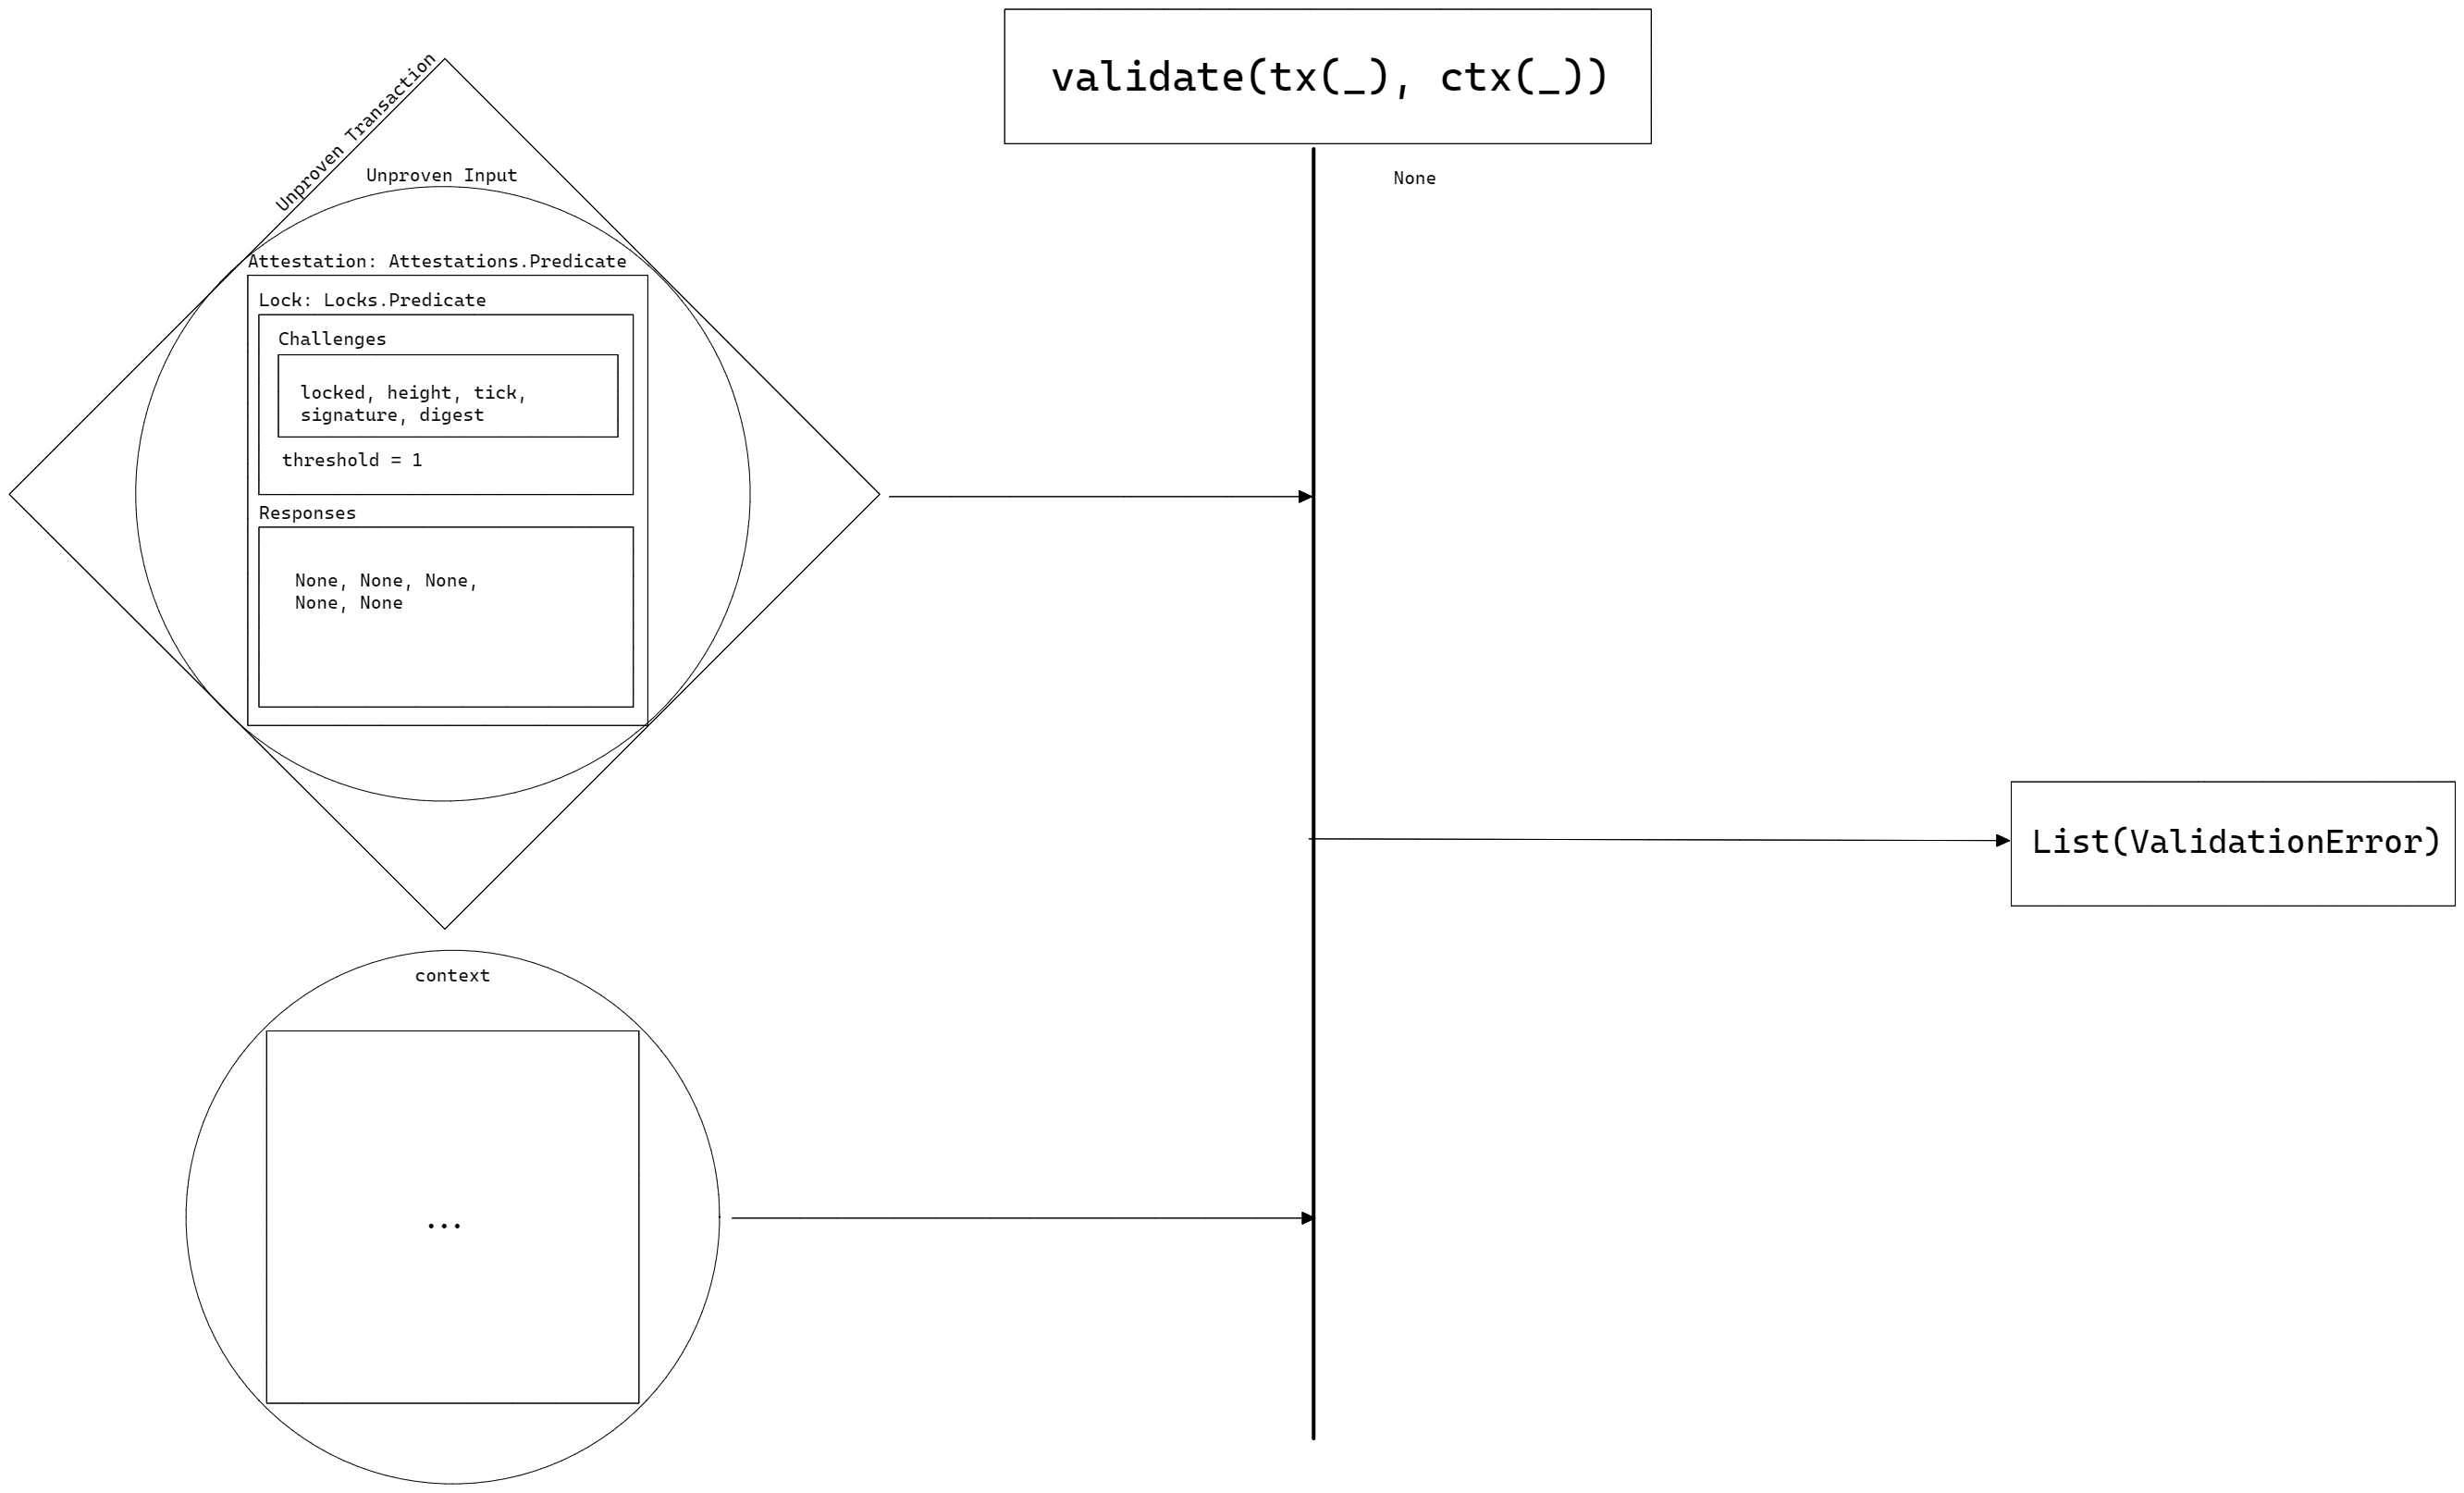 validate(tx(_), ctx(_))
None
Unproven Transaction
Unproven Input
Attestation: Attestations.Predicate
Lock: Locks.Predicate
Challenges
locked, height, tick,
signature, digest
threshold = 1
Responses
None, None, None,
None, None
List(ValidationError)
context
...